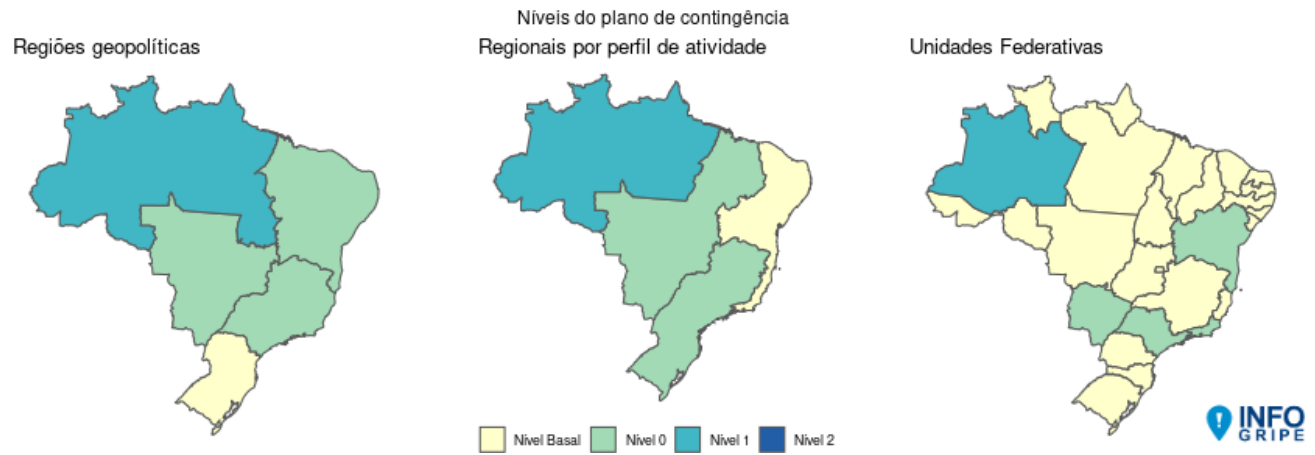 Níveis do plano de contingência
Regiões geopolíticas
Regionais por perfil de atividade
Unidades Federativas
Nível Basal
Nível 0
Nível 1
Nível 2
INFO
GRIPE